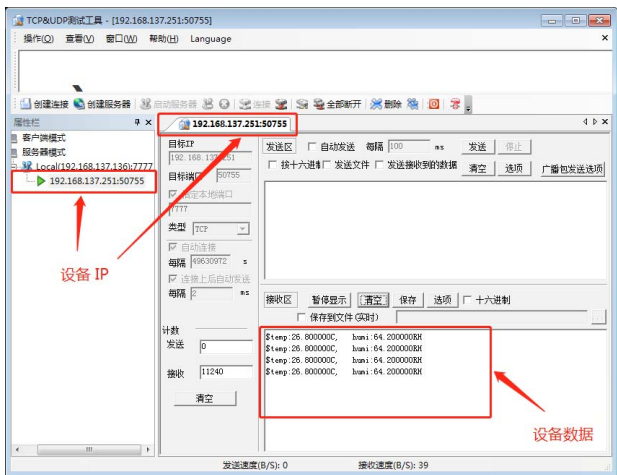 TCP&UDP测试工具 - [192.168.137.251:50755]
操作(O) 查看(V) 窗口(W) 帮助(H) Language
创建连接 创建服务器 启动服务器 连接 全部断开 删除
属性栏
192.168.137.251:50755
客户端模式
服务器模式
Local(192.168.137.136):7777
192.168.137.251:50755
设备 IP
目标IP
192.168.137.251
目标端口 50755
指定本地端口
7777
类型 TCP
自动连接
每隔 49630972 s
连接上后自动发送
每隔 2 ms
计数
发送 0
接收 11240
清空
发送区 自动发送 每隔 100 ms 发送 停止
按十六进制 发送文件 发送接收到的数据 清空 选项 广播包发送选项
接收区 暂停显示 清空 保存 选项 十六进制
保存到文件(实时)
$temp:26.800000C, humi:64.200000RH
$temp:26.800000C, humi:64.200000RH
$temp:26.800000C, humi:64.200000RH
$temp:26.800000C, humi:64.200000RH
设备数据
发送速度(B/S): 0 接收速度(B/S): 39